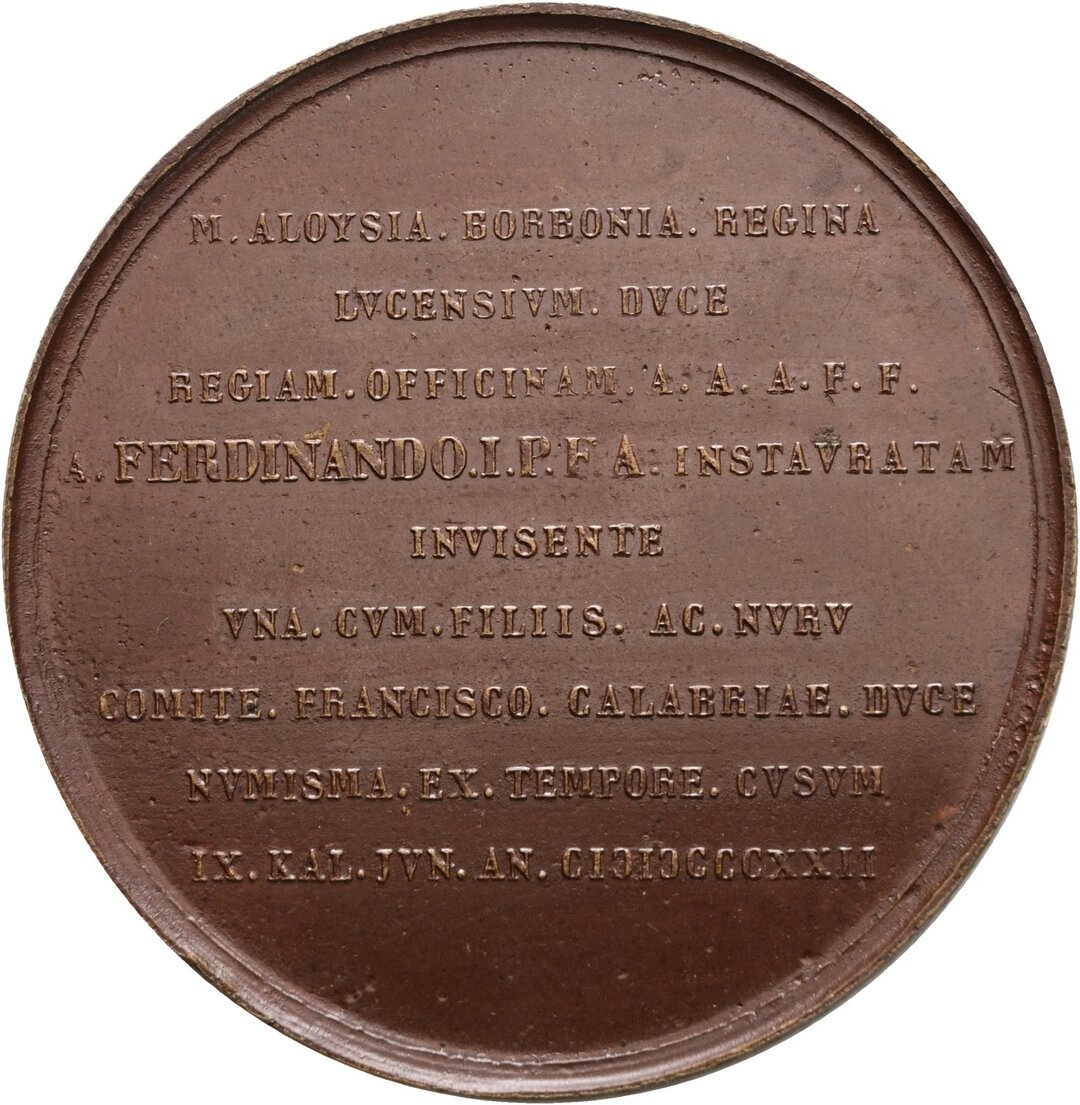 M. ALOYSIA. BORBONIA. REGINA
LVCENSIVM. DVCE
REGIAM. OFFICINAM. A. A. A. F. F.
A. FERDINANDO. I. P. F A. INSTAVRATAM
INVISENTE
VNA. CVM. FILIIS. AC. NVRV
COMITE. FRANCISCO. CALABRIAE. DVCE
NVMISMA. EX. TEMPORE. CVSVM
IX. KAL. JVN. AN. CIƆIƆCCCXXII